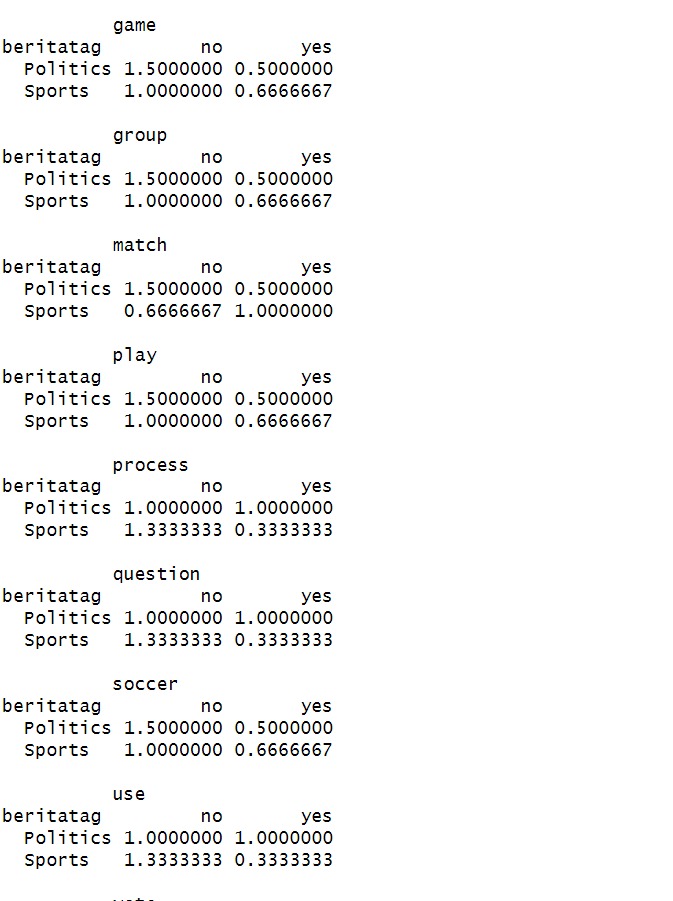 game
beritatag no yes
Politics 1.5000000 0.5000000
Sports 1.0000000 0.6666667
group
beritatag no yes
Politics 1.5000000 0.5000000
Sports 1.0000000 0.6666667
match
beritatag no yes
Politics 1.5000000 0.5000000
Sports 0.6666667 1.0000000
play
beritatag no yes
Politics 1.5000000 0.5000000
Sports 1.0000000 0.6666667
process
beritatag no yes
Politics 1.0000000 1.0000000
Sports 1.3333333 0.3333333
question
beritatag no yes
Politics 1.0000000 1.0000000
Sports 1.3333333 0.3333333
soccer
beritatag no yes
Politics 1.5000000 0.5000000
Sports 1.0000000 0.6666667
use
beritatag no yes
Politics 1.0000000 1.0000000
Sports 1.3333333 0.3333333